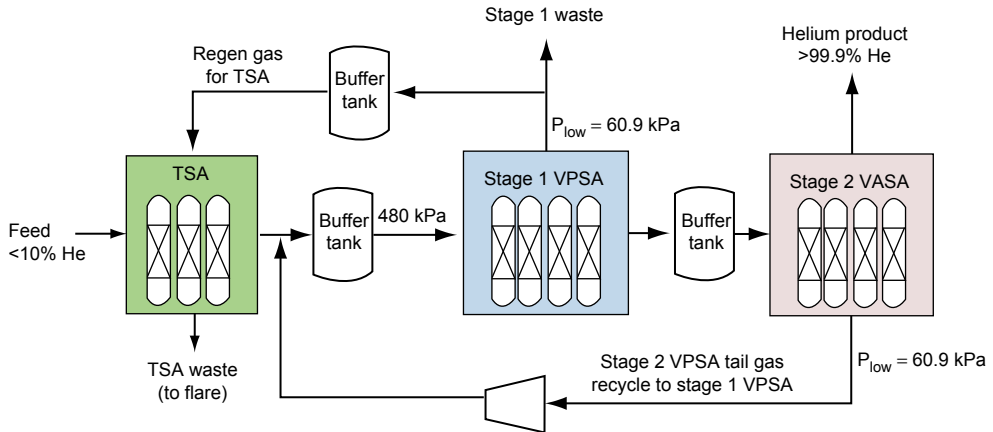 Stage 1 waste
Helium product
>99.9% He
Regen gas
for TSA
Buffer
tank
P_low = 60.9 kPa
TSA
Stage 1 VPSA
Stage 2 VASA
Feed
<10% He
Buffer
tank
480 kPa
Buffer
tank
TSA waste
(to flare)
Stage 2 VPSA tail gas
recycle to stage 1 VPSA
P_low = 60.9 kPa